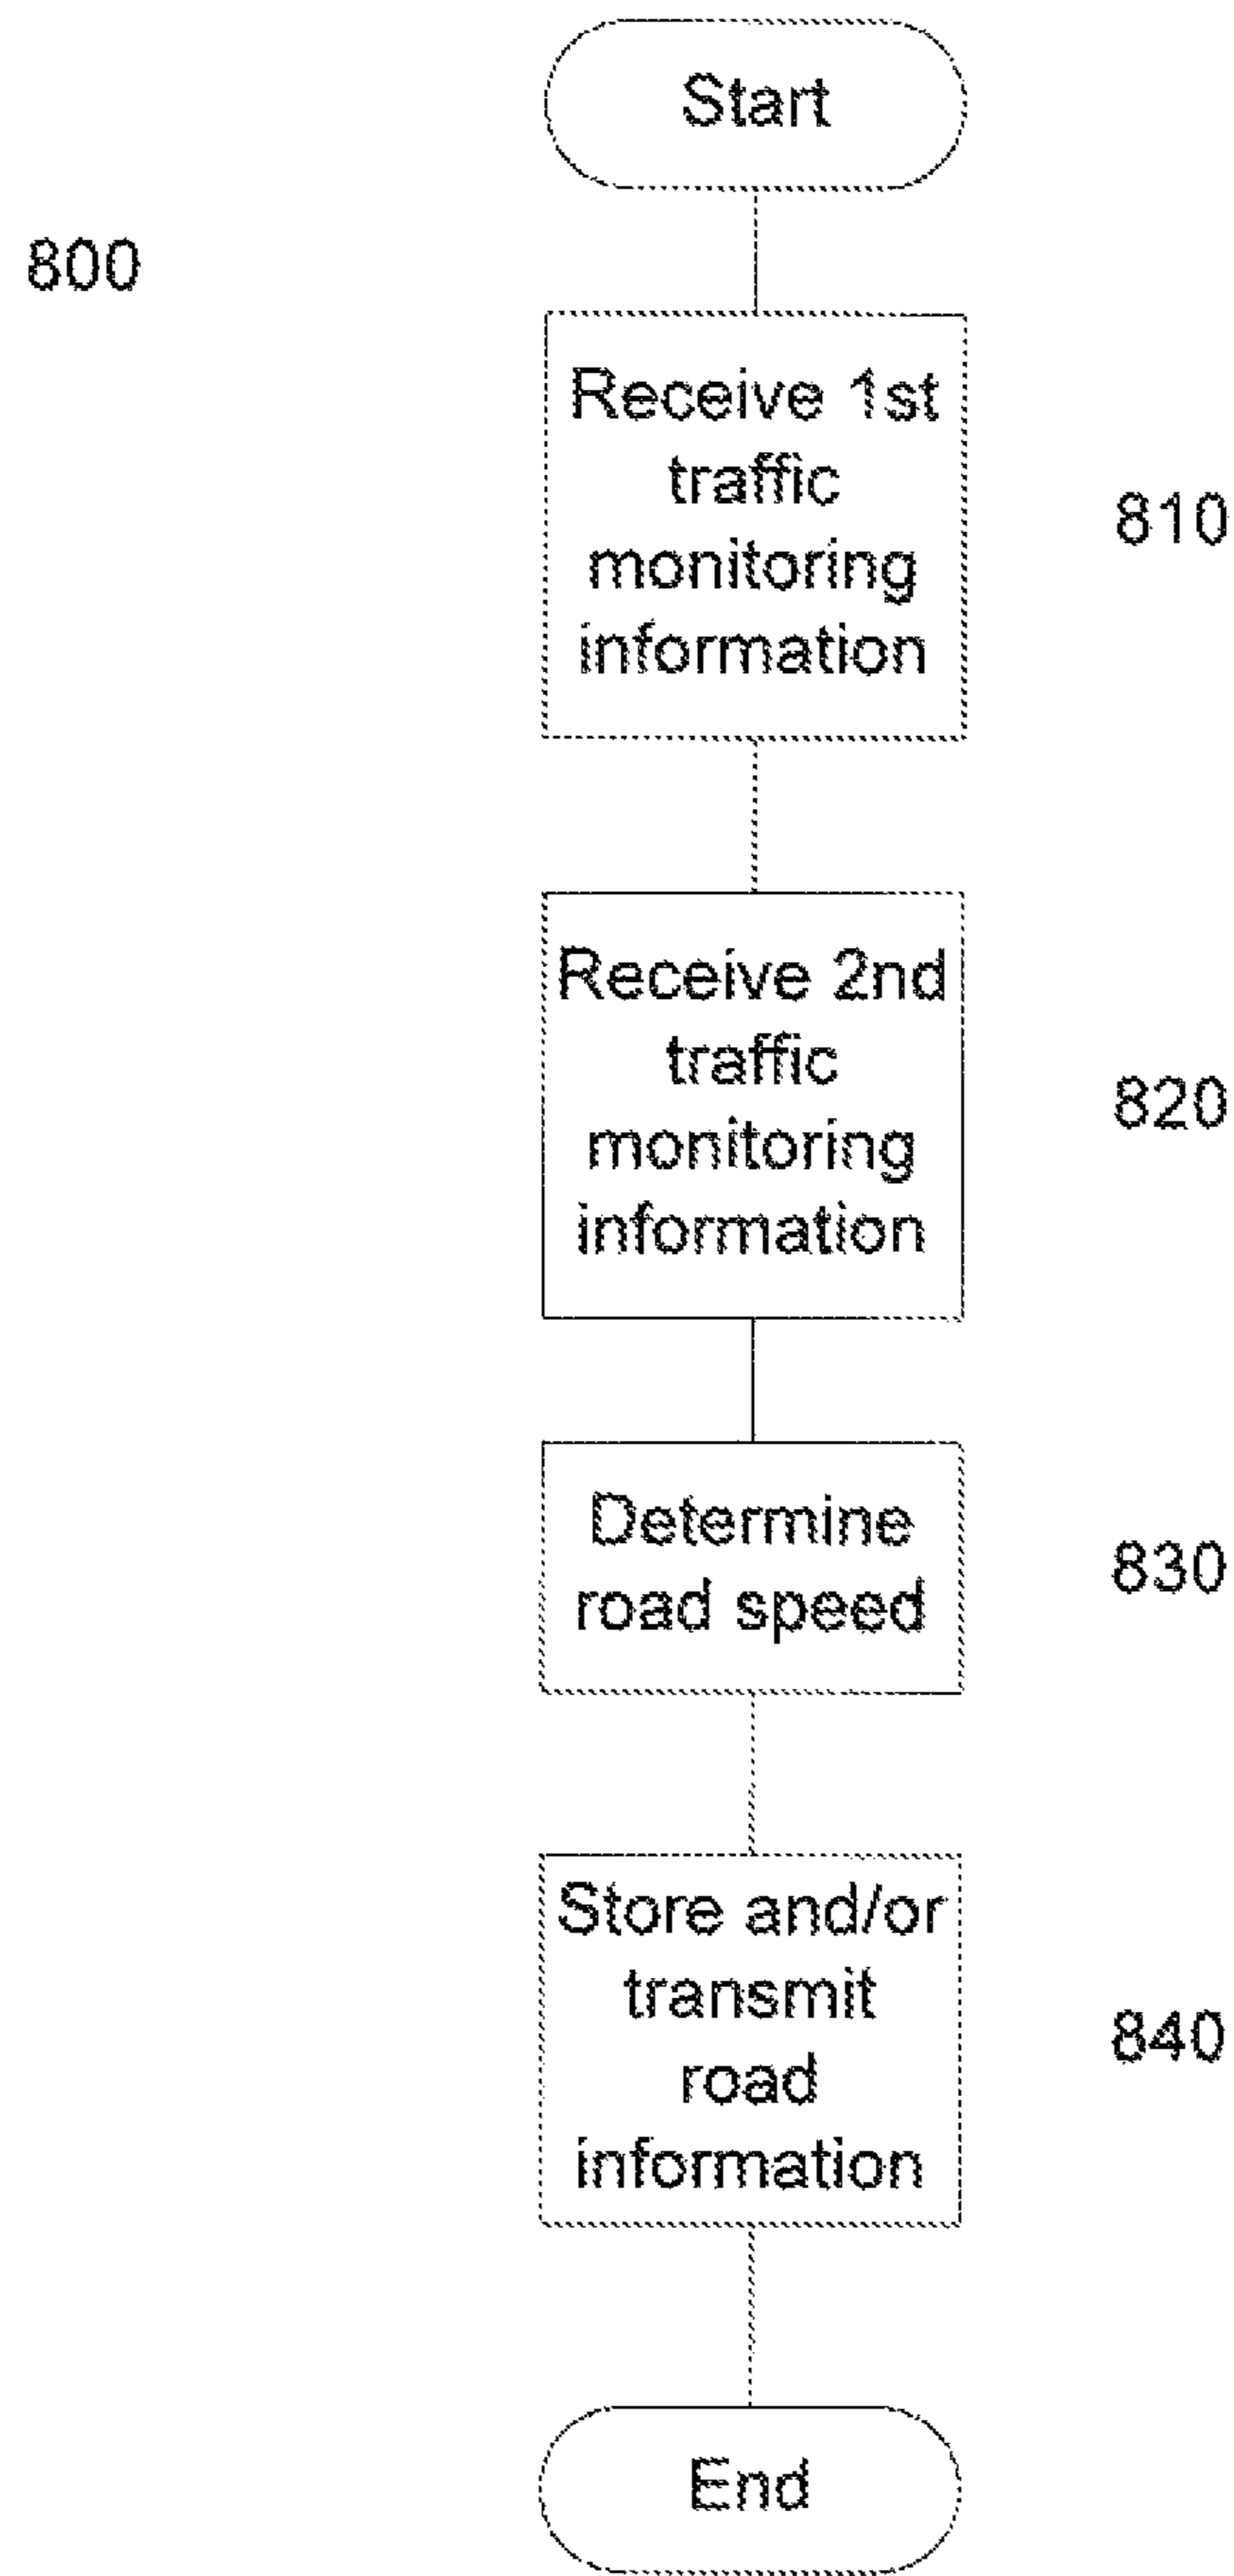 Start
800
Receive 1st
traffic
monitoring
information
810
Receive 2nd
traffic
monitoring
information
820
Determine
road speed
830
Store and/or
transmit
road
information
840
End